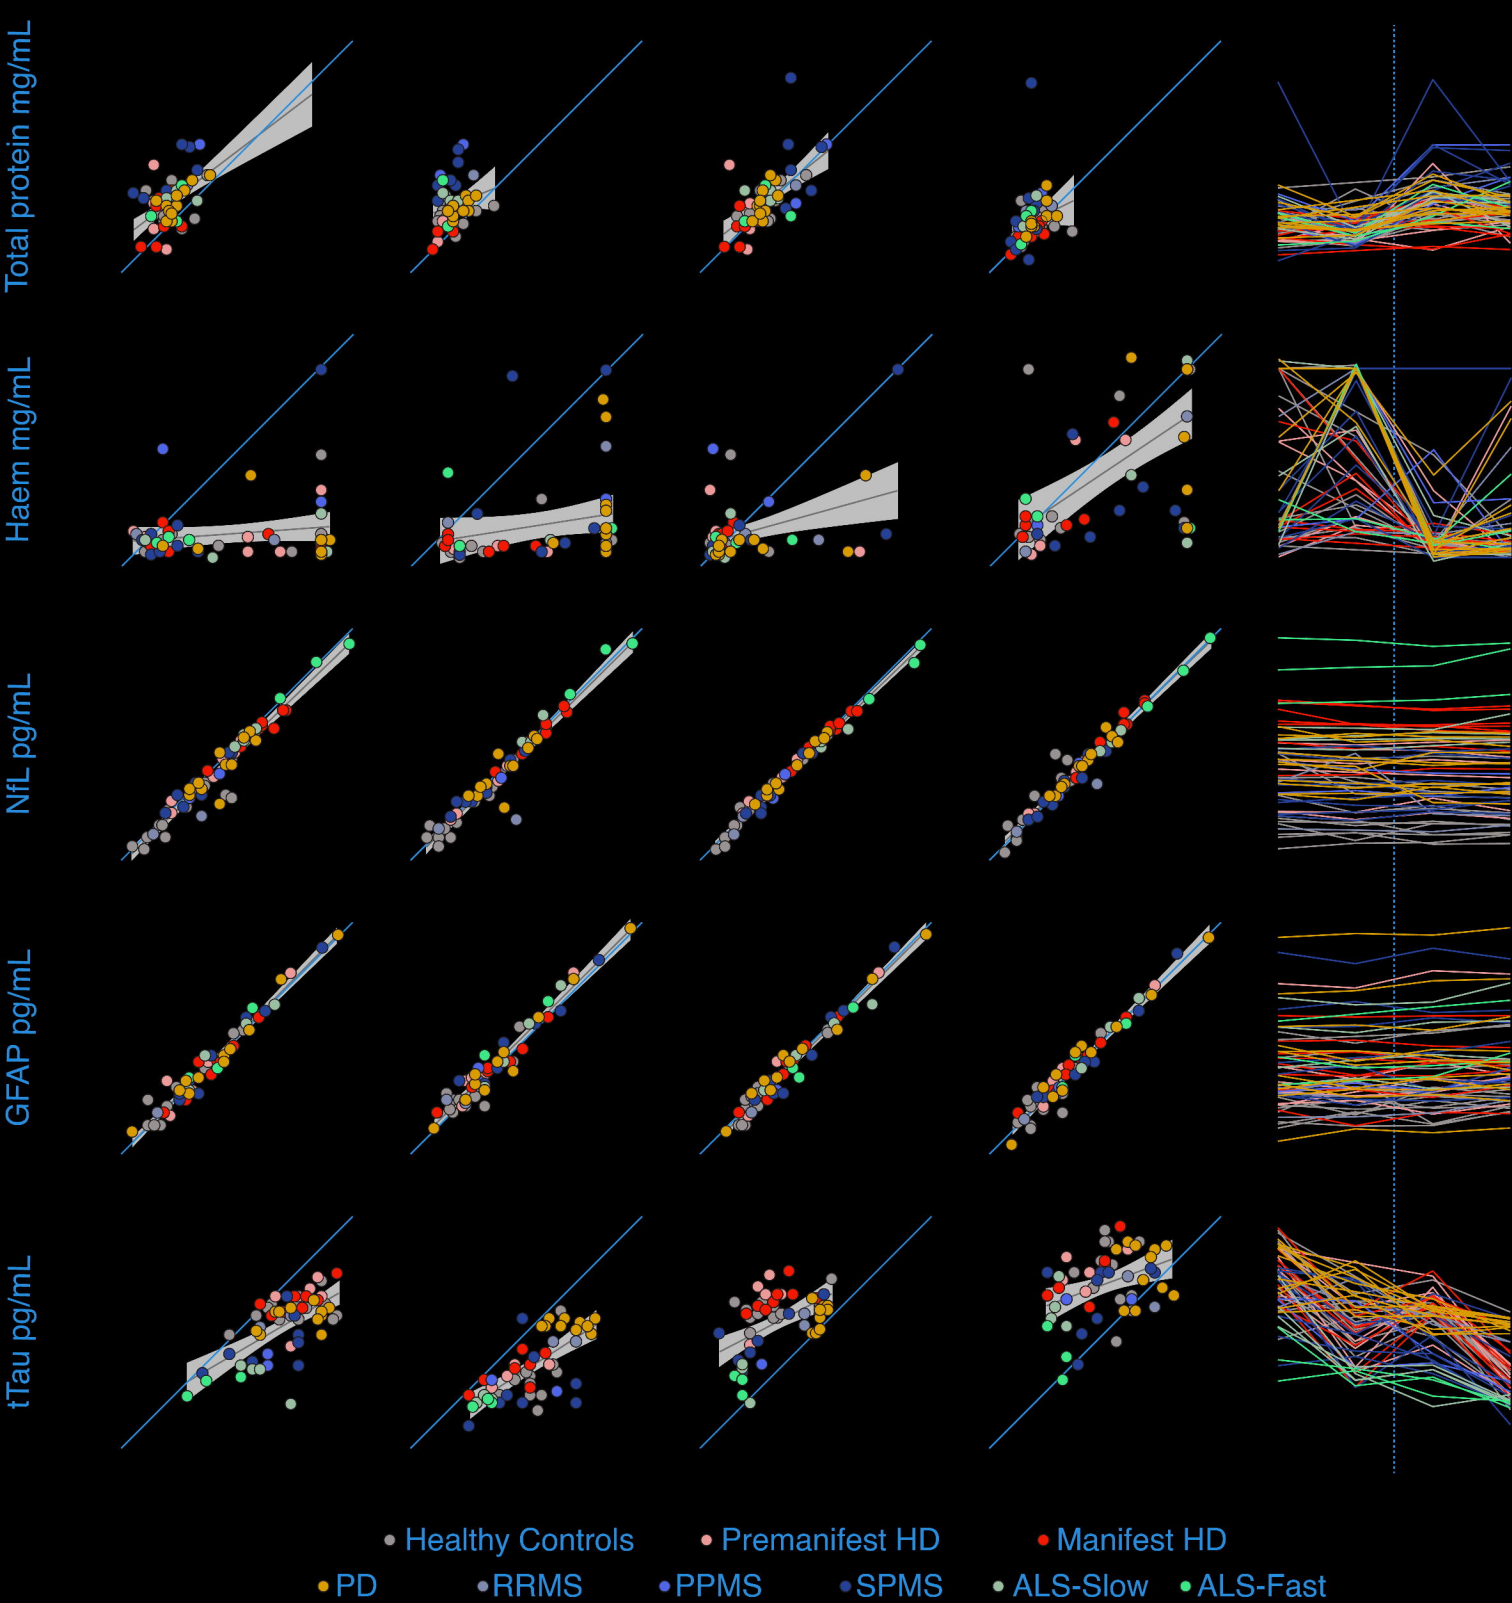 Total protein mg/mL
Haem mg/mL
NfL pg/mL
GFAP pg/mL
tTau pg/mL
Healthy Controls Premanifest HD Manifest HD
PD RRMS PPMS SPMS ALS-Slow ALS-Fast